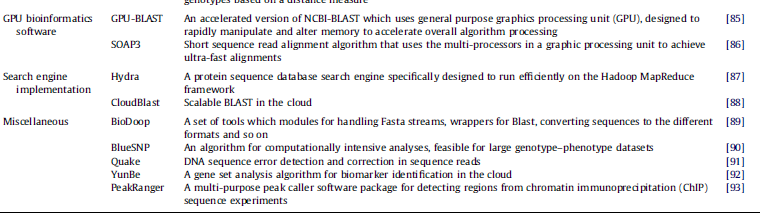 genotypes based on a distance measure
GPU bioinformatics GPU-BLAST An accelerated version of NCBI-BLAST which uses general purpose graphics processing unit (GPU), designed to [85]
software rapidly manipulate and alter memory to accelerate overall algorithm processing
SOAP3 Short sequence read alignment algorithm that uses the multi-processors in a graphic processing unit to achieve [86]
ultra-fast alignments
Search engine Hydra A protein sequence database search engine specifically designed to run efficiently on the Hadoop MapReduce [87]
implementation framework
CloudBlast Scalable BLAST in the cloud [88]
Miscellaneous BioDoop A set of tools which modules for handling Fasta streams, wrappers for Blast, converting sequences to the different [89]
formats and so on
BlueSNP An algorithm for computationally intensive analyses, feasible for large genotype–phenotype datasets [90]
Quake DNA sequence error detection and correction in sequence reads [91]
YunBe A gene set analysis algorithm for biomarker identification in the cloud [92]
PeakRanger A multi-purpose peak caller software package for detecting regions from chromatin immunoprecipitation (ChIP) [93]
sequence experiments